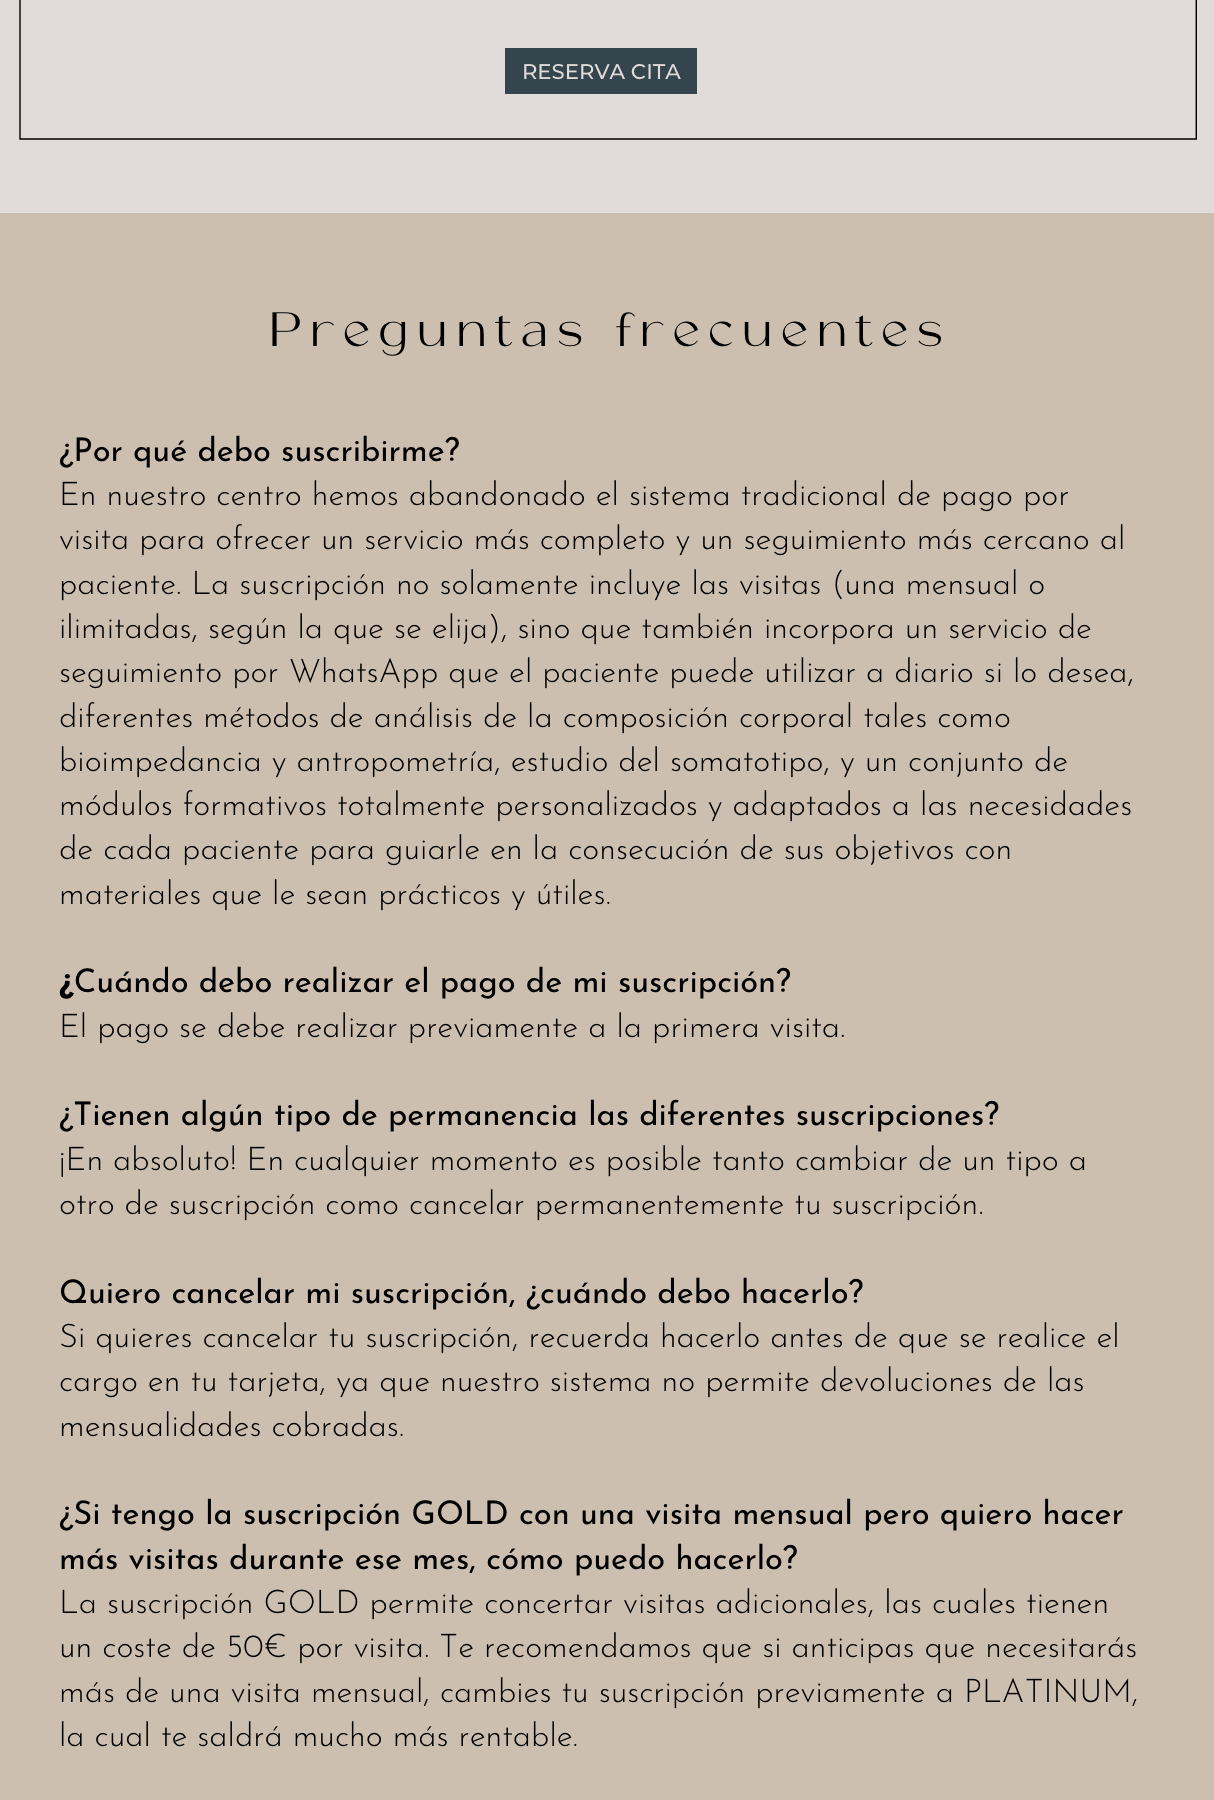 RESERVA CITA
Preguntas frecuentes
¿Por qué debo suscribirme?
En nuestro centro hemos abandonado el sistema tradicional de pago por
visita para ofrecer un servicio más completo y un seguimiento más cercano al
paciente. La suscripción no solamente incluye las visitas (una mensual o
ilimitadas, según la que se elija), sino que también incorpora un servicio de
seguimiento por WhatsApp que el paciente puede utilizar a diario si lo desea,
diferentes métodos de análisis de la composición corporal tales como
bioimpedancia y antropometría, estudio del somatotipo, y un conjunto de
módulos formativos totalmente personalizados y adaptados a las necesidades
de cada paciente para guiarle en la consecución de sus objetivos con
materiales que le sean prácticos y útiles.
¿Cuándo debo realizar el pago de mi suscripción?
El pago se debe realizar previamente a la primera visita.
¿Tienen algún tipo de permanencia las diferentes suscripciones?
¡En absoluto! En cualquier momento es posible tanto cambiar de un tipo a
otro de suscripción como cancelar permanentemente tu suscripción.
Quiero cancelar mi suscripción, ¿cuándo debo hacerlo?
Si quieres cancelar tu suscripción, recuerda hacerlo antes de que se realice el
cargo en tu tarjeta, ya que nuestro sistema no permite devoluciones de las
mensualidades cobradas.
¿Si tengo la suscripción GOLD con una visita mensual pero quiero hacer
más visitas durante ese mes, cómo puedo hacerlo?
La suscripción GOLD permite concertar visitas adicionales, las cuales tienen
un coste de 50€ por visita. Te recomendamos que si anticipas que necesitarás
más de una visita mensual, cambies tu suscripción previamente a PLATINUM,
la cual te saldrá mucho más rentable.